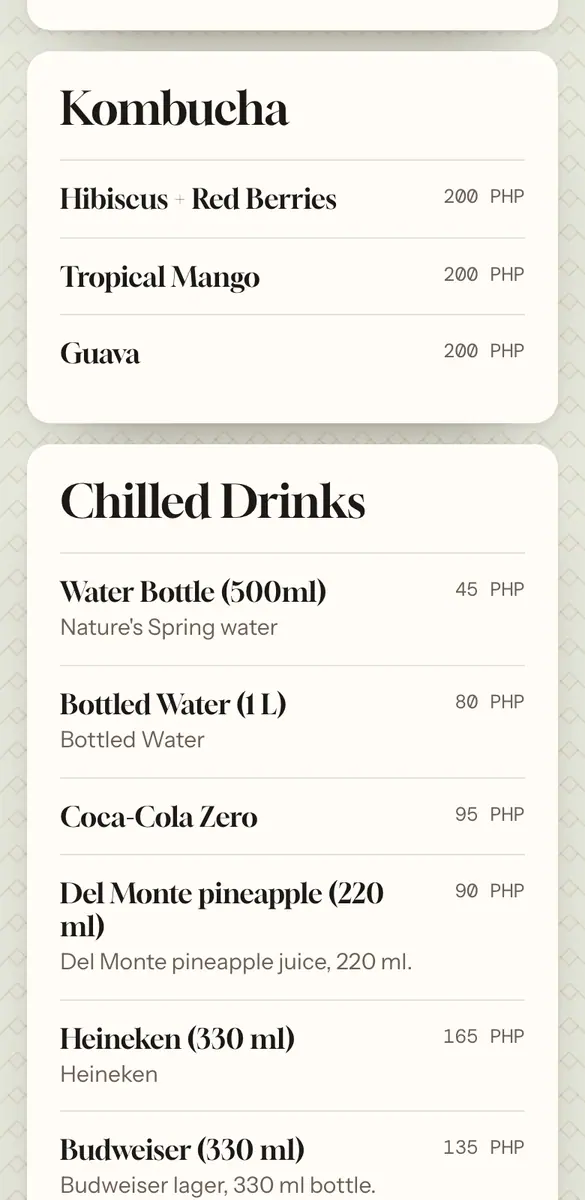 Kombucha
Hibiscus + Red Berries 200 PHP
Tropical Mango 200 PHP
Guava 200 PHP
Chilled Drinks
Water Bottle (500ml) 45 PHP
Nature's Spring water
Bottled Water (1 L) 80 PHP
Bottled Water
Coca-Cola Zero 95 PHP
Del Monte pineapple (220 90 PHP
ml)
Del Monte pineapple juice, 220 ml.
Heineken (330 ml) 165 PHP
Heineken
Budweiser (330 ml) 135 PHP
Budweiser lager, 330 ml bottle.